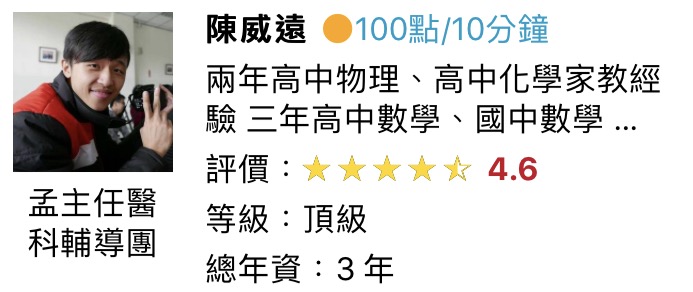 陳威遠 100點/10分鐘
兩年高中物理、高中化學家教經
驗 三年高中數學、國中數學 ...
評價：★★★★⯪ 4.6
孟主任醫
科輔導團
等級：頂級
總年資：3 年